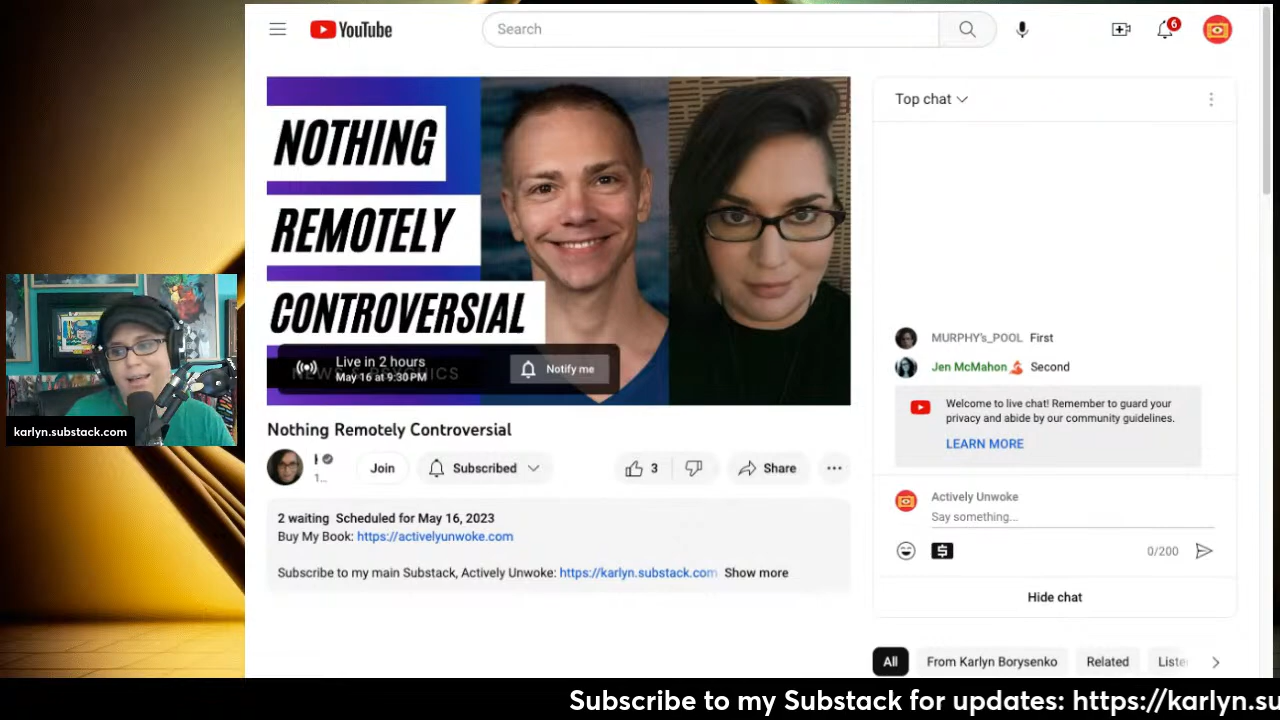 YouTube
Search
6
NOTHING
REMOTELY
CONTROVERSIAL
Live in 2 hours
May 16 at 9:30 PM
Notify me
NEWS & PSYCHICS
Nothing Remotely Controversial
1...
Join
Subscribed
3
Share
2 waiting Scheduled for May 16, 2023
Buy My Book: https://activelyunwoke.com
Subscribe to my main Substack, Actively Unwoke: https://karlyn.substack.com Show more
Top chat
MURPHY's_POOL First
Jen McMahon Second
Welcome to live chat! Remember to guard your
privacy and abide by our community guidelines.
LEARN MORE
Actively Unwoke
Say something...
0/200
Hide chat
All
From Karlyn Borysenko
Related
karlyn.substack.com
Subscribe to my Substack for updates: https://karlyn.su